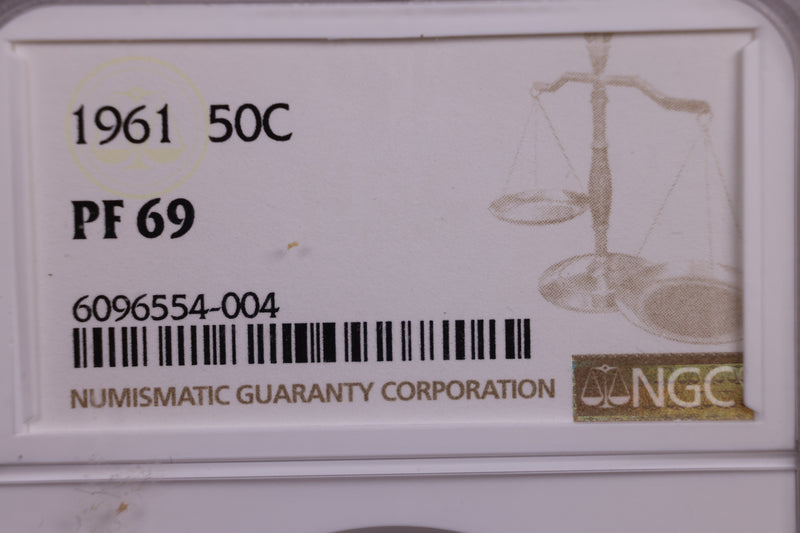 1961 50C
PF 69
6096554-004
NUMISMATIC GUARANTY CORPORATION
NGC